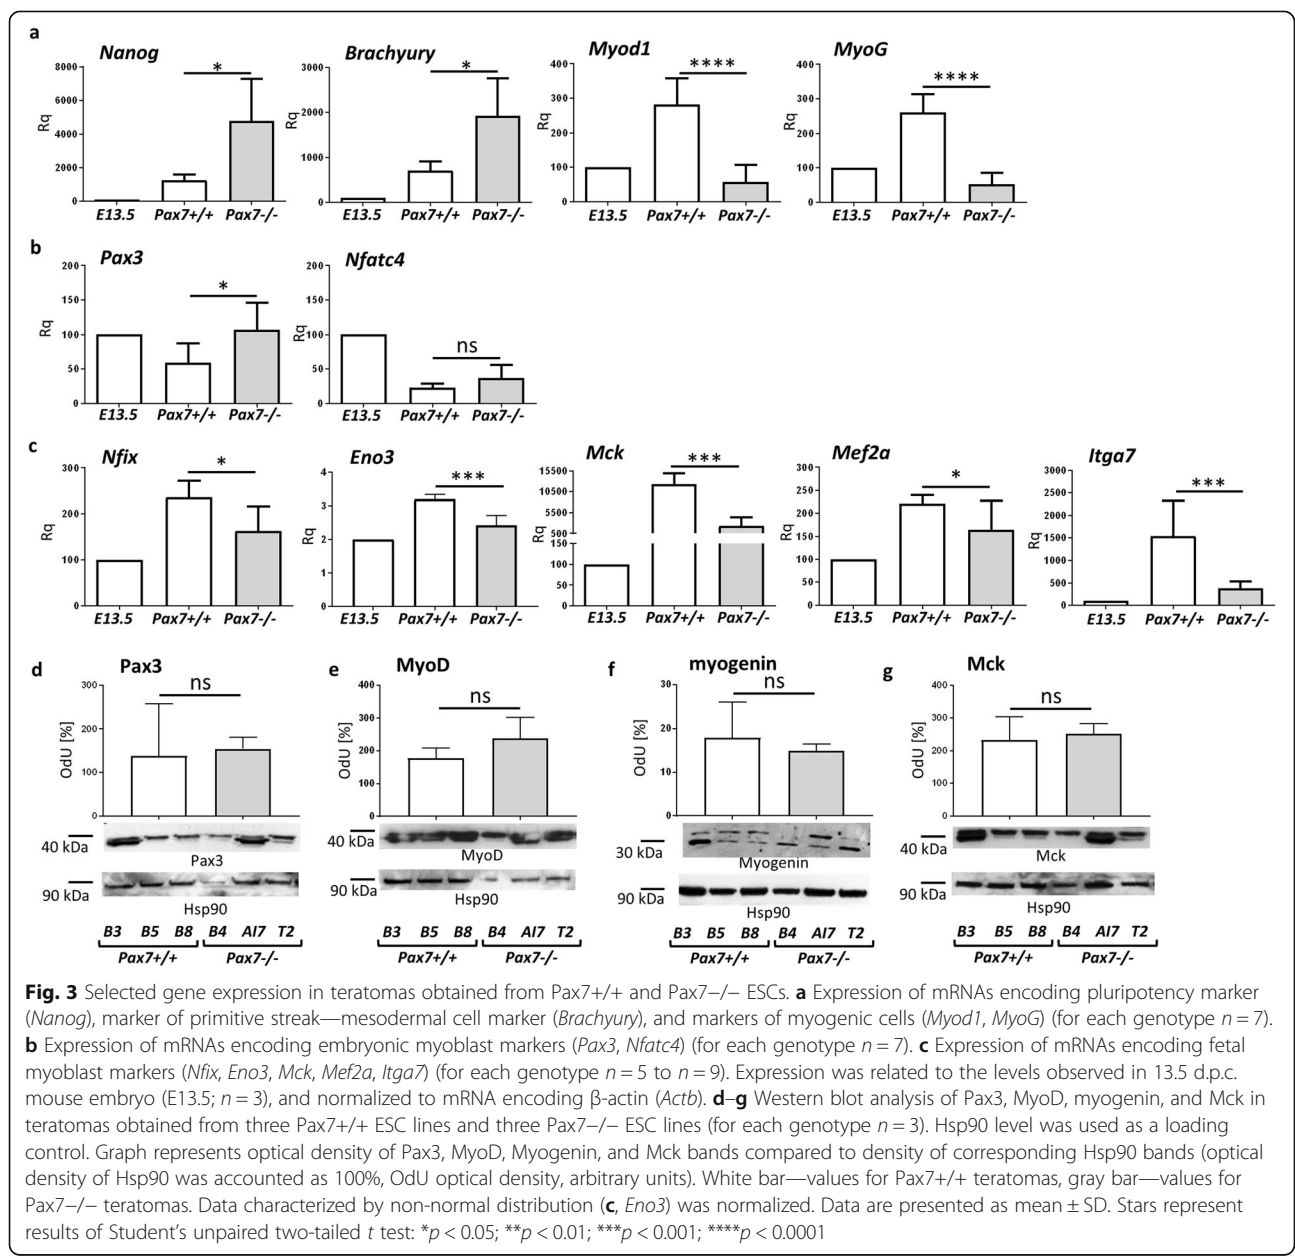 a
Nanog
Brachyury
Myod1
MyoG
8000
6000
4000
2000
0
Rq
*
E13.5 Pax7+/+ Pax7-/-
3000
2000
1000
0
Rq
*
E13.5 Pax7+/+ Pax7-/-
400
300
200
100
0
Rq
****
E13.5 Pax7+/+ Pax7-/-
400
300
200
100
0
Rq
****
E13.5 Pax7+/+ Pax7-/-
b
Pax3
Nfatc4
200
150
100
50
0
Rq
*
E13.5 Pax7+/+ Pax7-/-
200
150
100
50
0
Rq
ns
E13.5 Pax7+/+ Pax7-/-
c
Nfix
Eno3
Mck
Mef2a
Itga7
300
200
100
0
Rq
*
E13.5 Pax7+/+ Pax7-/-
4
3
2
1
0
Rq
***
E13.5 Pax7+/+ Pax7-/-
15500
10500
5500
500
150
100
50
0
Rq
***
E13.5 Pax7+/+ Pax7-/-
300
250
200
150
100
50
0
Rq
*
E13.5 Pax7+/+ Pax7-/-
3000
2500
2000
1500
1000
500
0
Rq
***
E13.5 Pax7+/+ Pax7-/-
d
Pax3
300
200
100
0
OdU [%]
ns
40 kDa
Pax3
90 kDa
Hsp90
B3 B5 B8 B4 AI7 T2
Pax7+/+ Pax7-/-
e
MyoD
400
300
200
100
0
OdU [%]
ns
40 kDa
MyoD
90 kDa
Hsp90
B3 B5 B8 B4 AI7 T2
Pax7+/+ Pax7-/-
f
myogenin
30
20
10
0
OdU [%]
ns
30 kDa
Myogenin
90 kDa
Hsp90
B3 B5 B8 B4 AI7 T2
Pax7+/+ Pax7-/-
g
Mck
400
300
200
100
0
OdU [%]
ns
40 kDa
Mck
90 kDa
Hsp90
B3 B5 B8 B4 AI7 T2
Pax7+/+ Pax7-/-
Fig. 3 Selected gene expression in teratomas obtained from Pax7+/+ and Pax7−/− ESCs. a Expression of mRNAs encoding pluripotency marker
(Nanog), marker of primitive streak—mesodermal cell marker (Brachyury), and markers of myogenic cells (Myod1, MyoG) (for each genotype n = 7).
b Expression of mRNAs encoding embryonic myoblast markers (Pax3, Nfatc4) (for each genotype n = 7). c Expression of mRNAs encoding fetal
myoblast markers (Nfix, Eno3, Mck, Mef2a, Itga7) (for each genotype n = 5 to n = 9). Expression was related to the levels observed in 13.5 d.p.c.
mouse embryo (E13.5; n = 3), and normalized to mRNA encoding β-actin (Actb). d–g Western blot analysis of Pax3, MyoD, myogenin, and Mck in
teratomas obtained from three Pax7+/+ ESC lines and three Pax7−/− ESC lines (for each genotype n = 3). Hsp90 level was used as a loading
control. Graph represents optical density of Pax3, MyoD, Myogenin, and Mck bands compared to density of corresponding Hsp90 bands (optical
density of Hsp90 was accounted as 100%, OdU optical density, arbitrary units). White bar—values for Pax7+/+ teratomas, gray bar—values for
Pax7−/− teratomas. Data characterized by non-normal distribution (c, Eno3) was normalized. Data are presented as mean ± SD. Stars represent
results of Student's unpaired two-tailed t test: *p < 0.05; **p < 0.01; ***p < 0.001; ****p < 0.0001